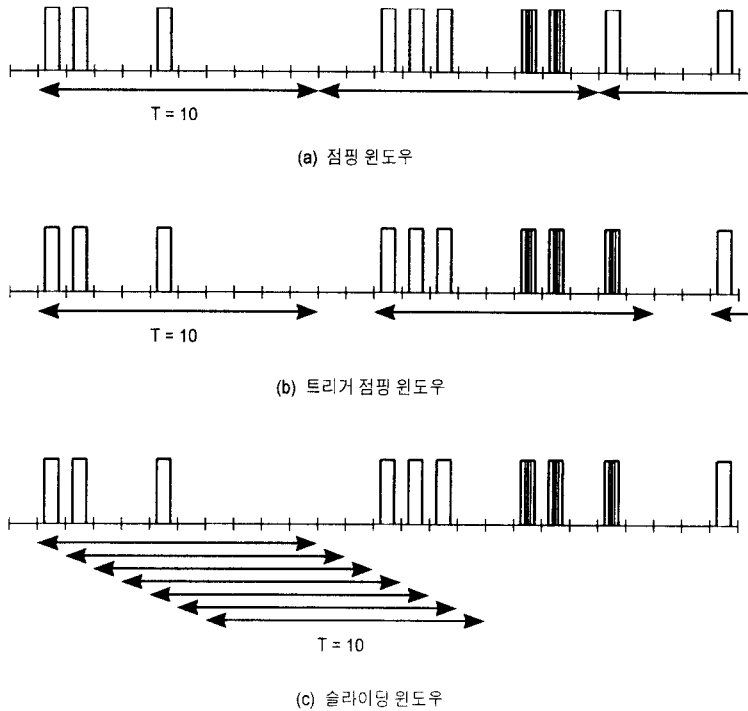 T = 10
(a) 점핑 윈도우
T = 10
(b) 트리거 점핑 윈도우
T = 10
(c) 슬라이딩 윈도우